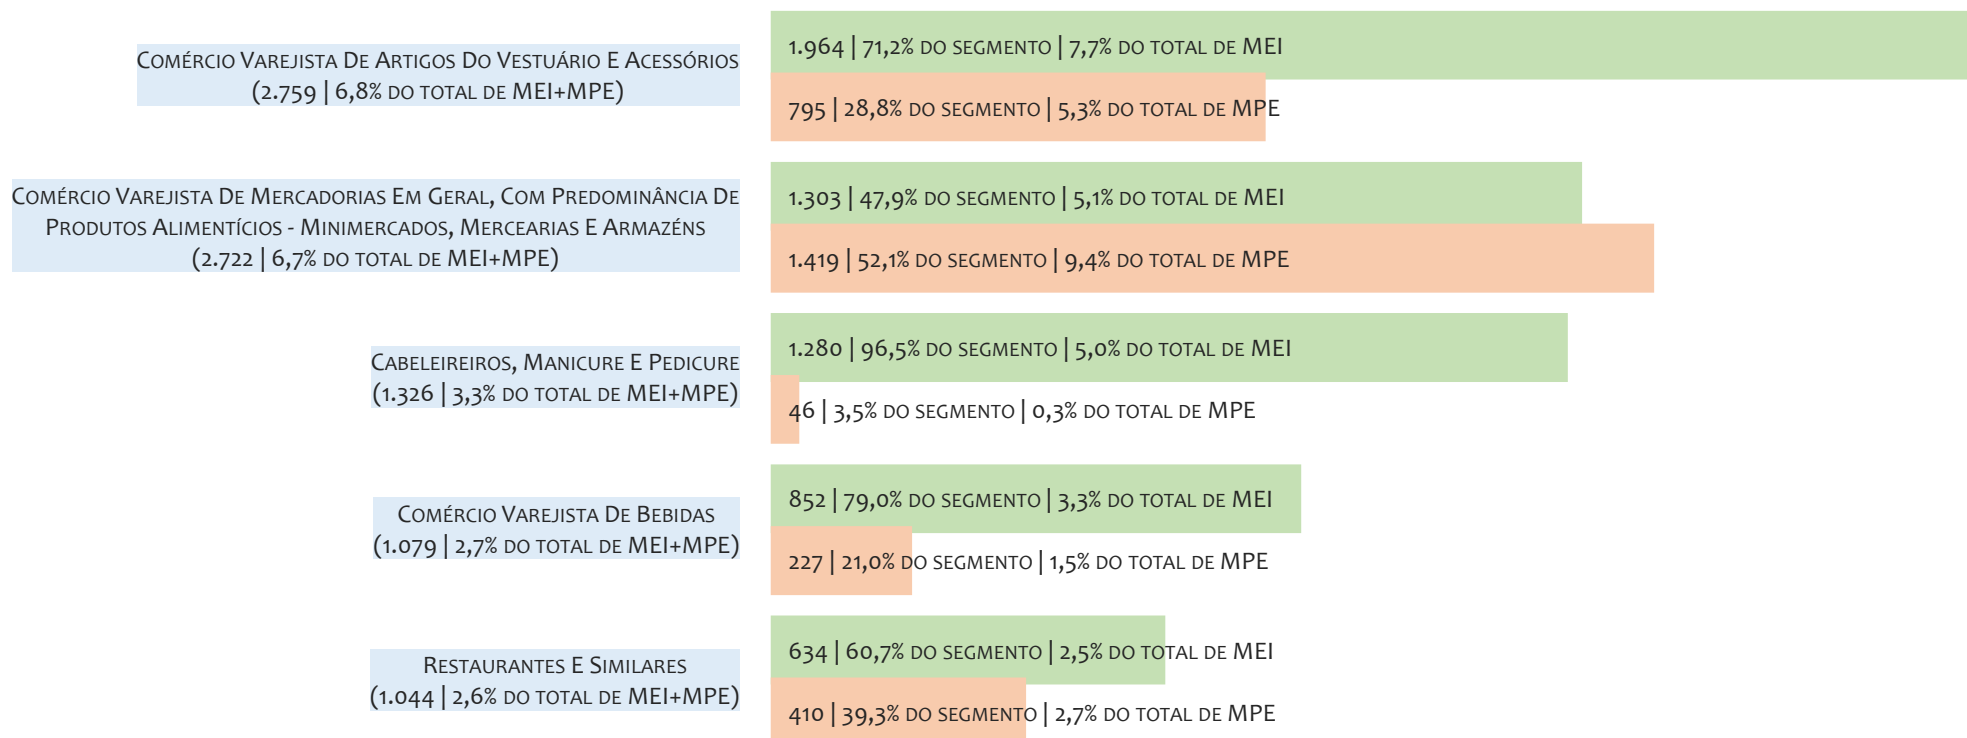 Comércio Varejista De Artigos Do Vestuário E Acessórios
(2.759 | 6,8% do total de MEI+MPE)
1.964 | 71,2% do segmento | 7,7% do total de MEI
795 | 28,8% do segmento | 5,3% do total de MPE
Comércio Varejista De Mercadorias Em Geral, Com Predominância De
Produtos Alimentícios - Minimercados, Mercearias E Armazéns
(2.722 | 6,7% do total de MEI+MPE)
1.303 | 47,9% do segmento | 5,1% do total de MEI
1.419 | 52,1% do segmento | 9,4% do total de MPE
Cabeleireiros, Manicure E Pedicure
(1.326 | 3,3% do total de MEI+MPE)
1.280 | 96,5% do segmento | 5,0% do total de MEI
46 | 3,5% do segmento | 0,3% do total de MPE
Comércio Varejista De Bebidas
(1.079 | 2,7% do total de MEI+MPE)
852 | 79,0% do segmento | 3,3% do total de MEI
227 | 21,0% do segmento | 1,5% do total de MPE
Restaurantes E Similares
(1.044 | 2,6% do total de MEI+MPE)
634 | 60,7% do segmento | 2,5% do total de MEI
410 | 39,3% do segmento | 2,7% do total de MPE